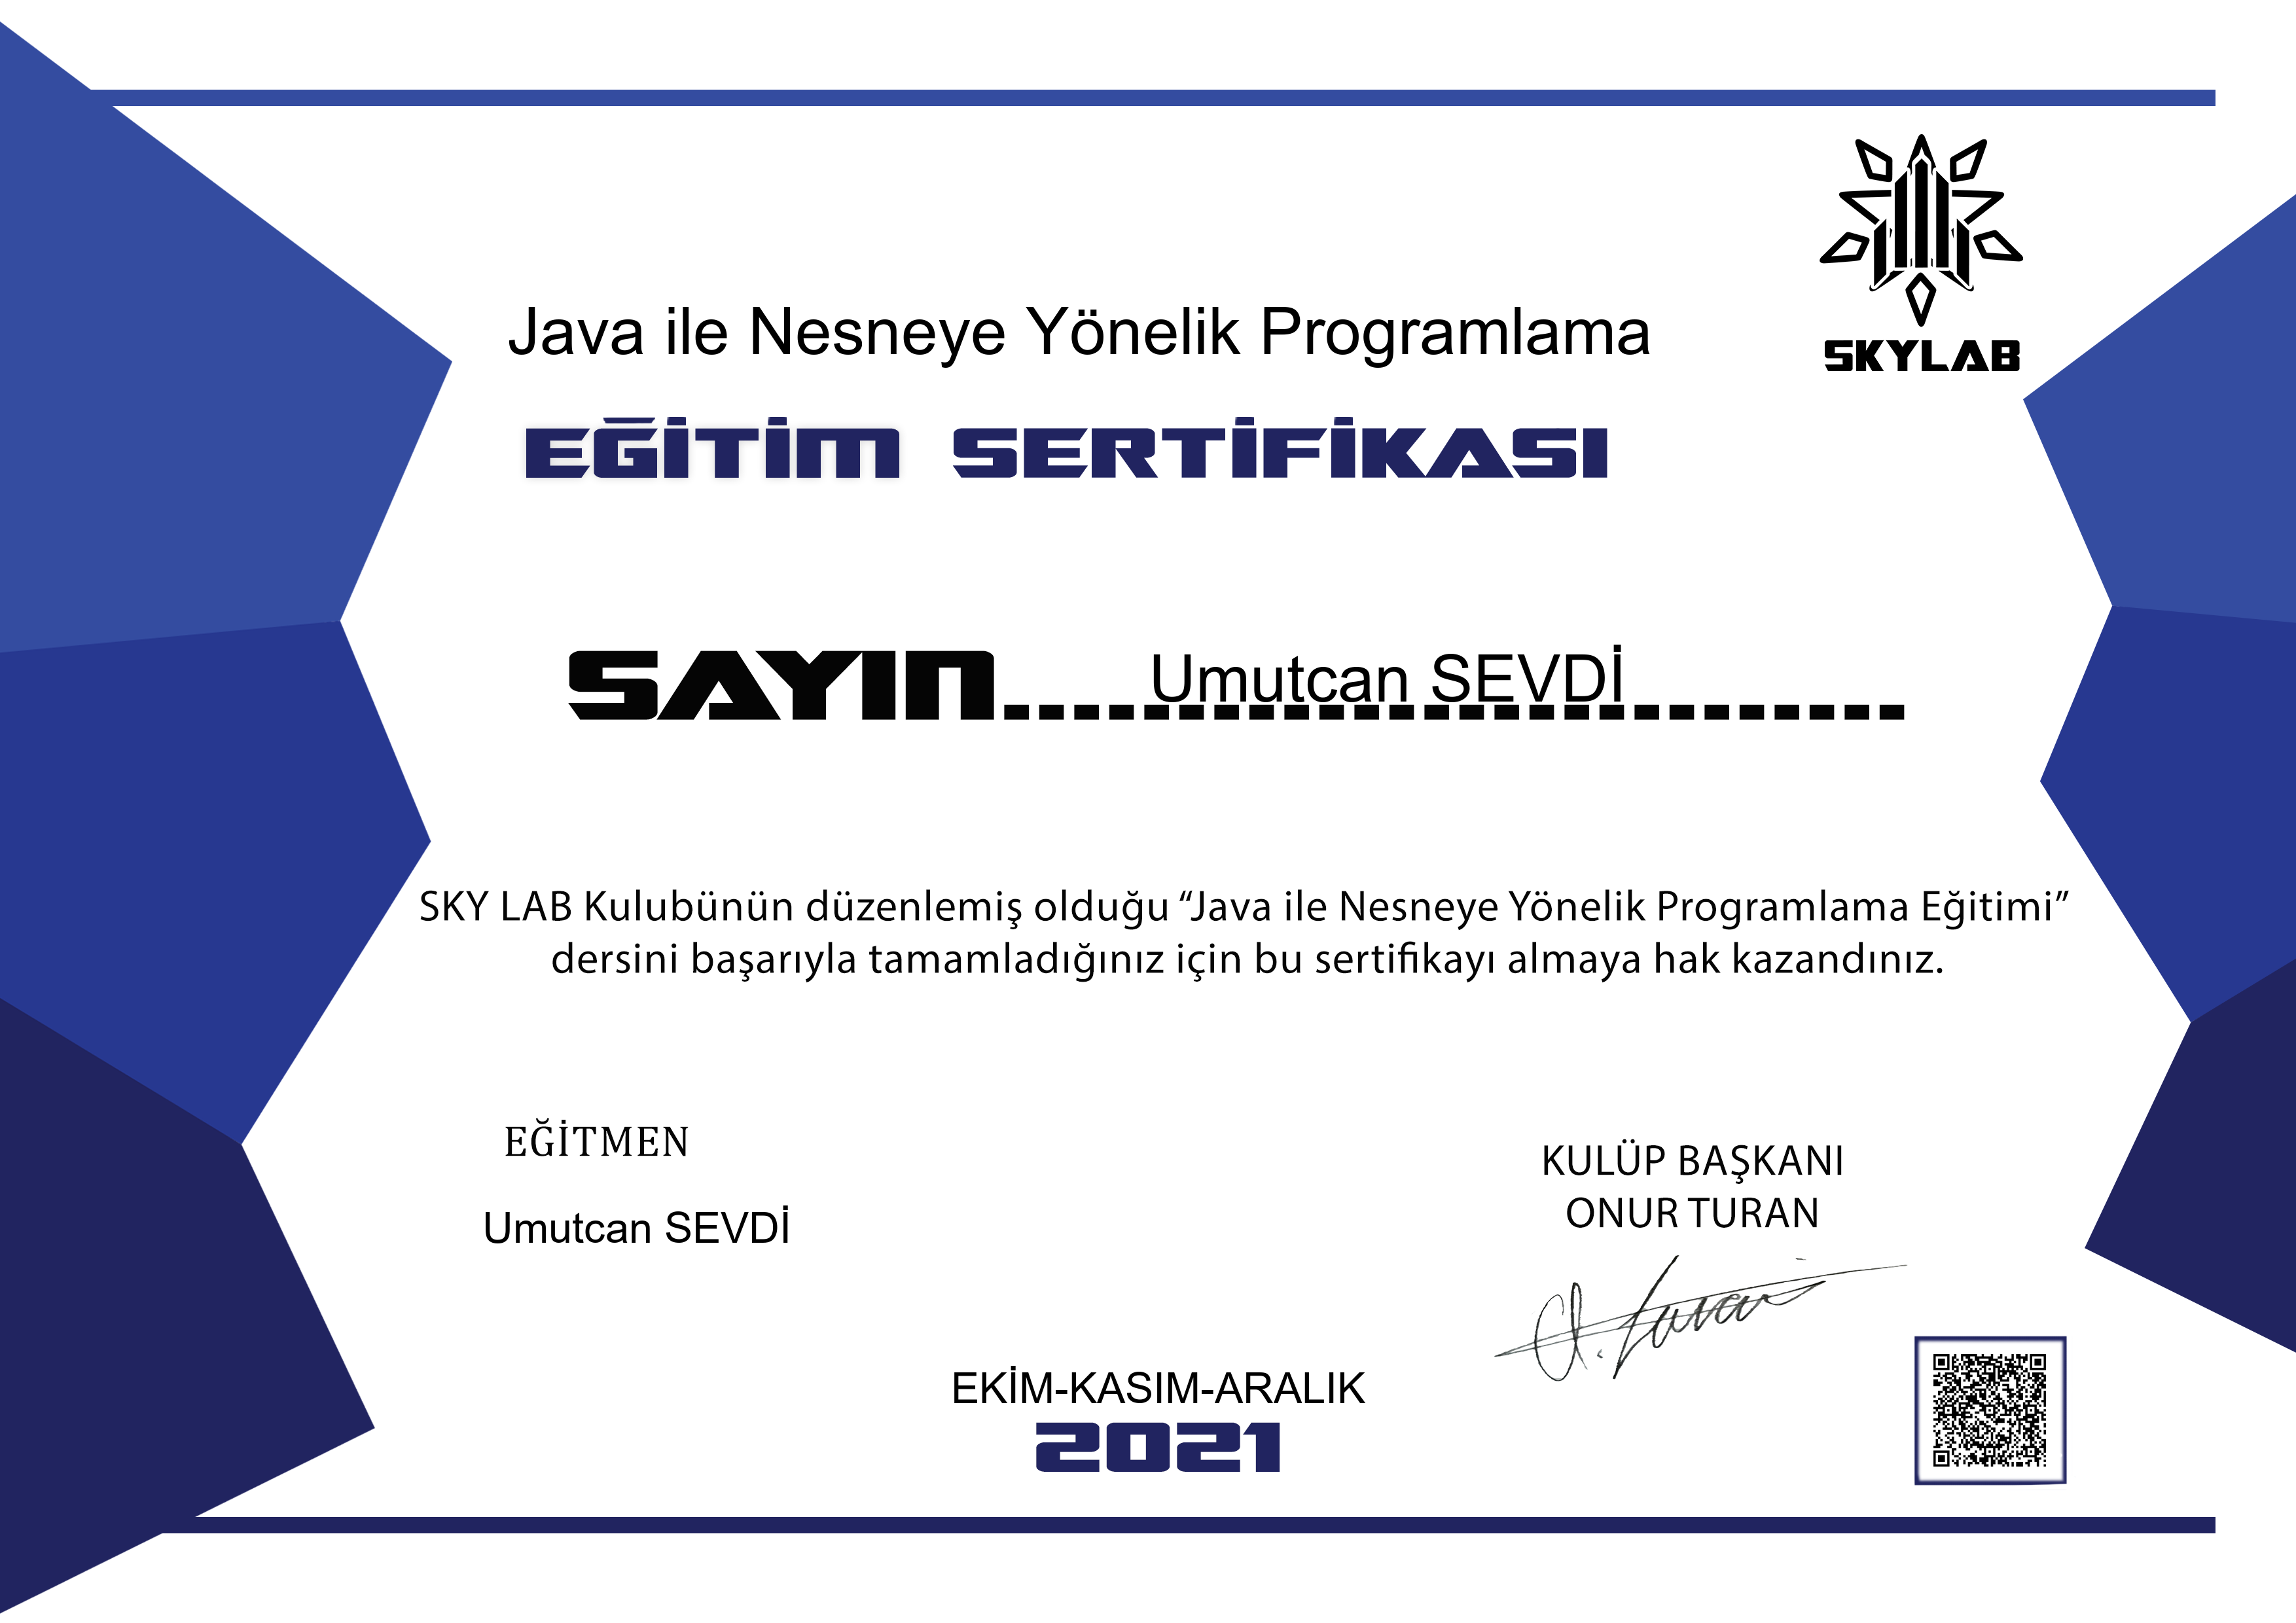 SKYLAB
Java ile Nesneye Yönelik Programlama
EĞİTİM SERTİFİKASI
SAYIN Umutcan SEVDİ
SKY LAB Kulubünün düzenlemiş olduğu “Java ile Nesneye Yönelik Programlama Eğitimi”
dersini başarıyla tamamladığınız için bu sertifikayı almaya hak kazandınız.
EĞİTMEN
Umutcan SEVDİ
KULÜP BAŞKANI
ONUR TURAN
O. Turan
EKİM-KASIM-ARALIK
2021